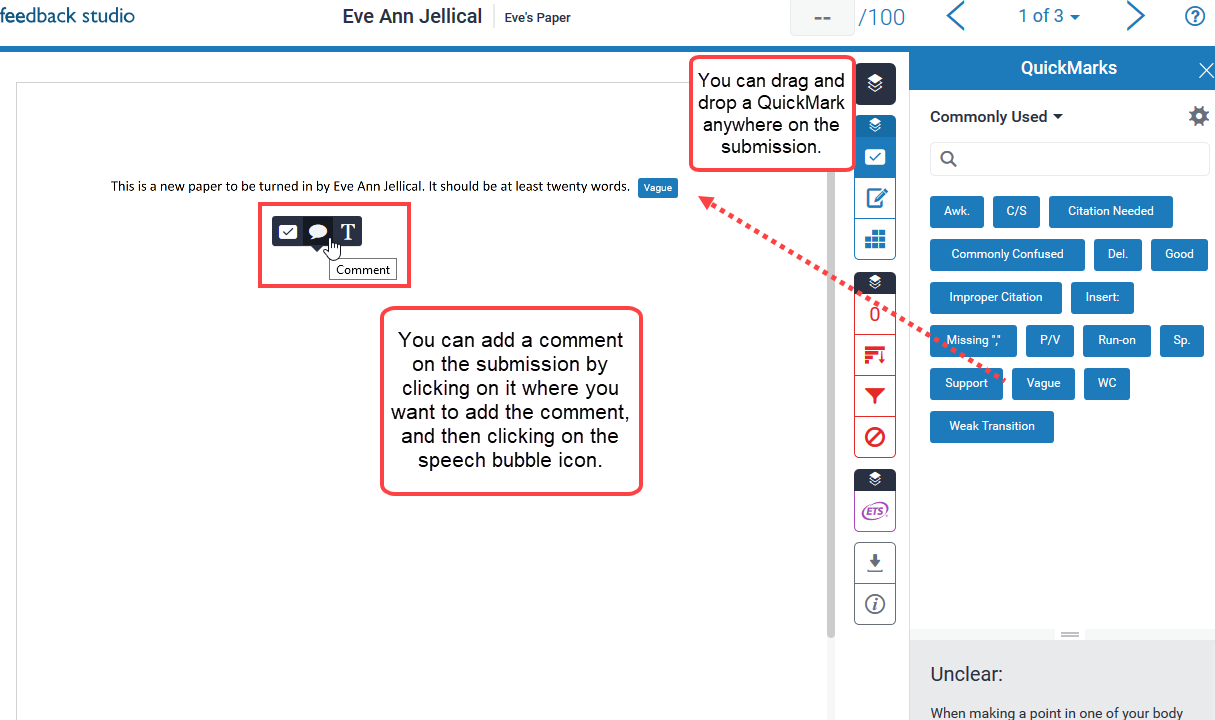 feedback studio
Eve Ann Jellical
Eve's Paper
-- /100
1 of 3
?
QuickMarks
You can drag and
drop a QuickMark
anywhere on the
submission.
Commonly Used
This is a new paper to be turned in by Eve Ann Jellical. It should be at least twenty words.
Vague
T
Comment
You can add a comment
on the submission by
clicking on it where you
want to add the comment,
and then clicking on the
speech bubble icon.
0
ETS
i
Awk. C/S Citation Needed
Commonly Confused Del. Good
Improper Citation Insert:
Missing "," P/V Run-on Sp.
Support Vague WC
Weak Transition
Unclear:
When making a point in one of your body